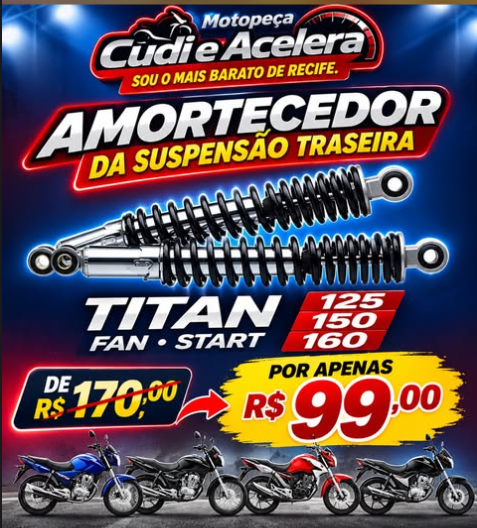 Motopeça
Cudi e Acelera
SOU O MAIS BARATO DE RECIFE.
AMORTECEDOR
DA SUSPENSÃO TRASEIRA
TITAN
FAN • START
125
150
160
DE
R$ 170,00
POR APENAS
R$ 99,00